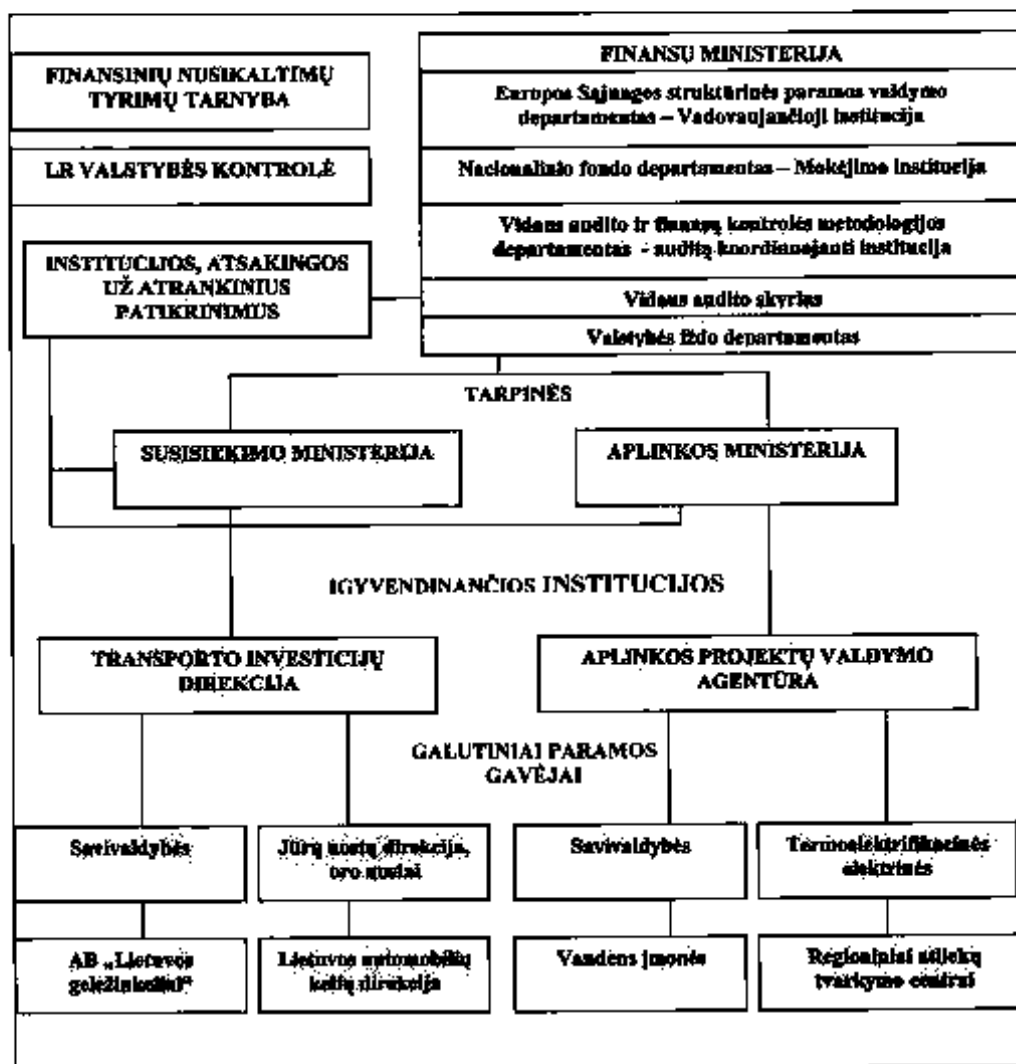 FINANSINIŲ NUSIKALTIMŲ
TYRIMŲ TARNYBA
LR VALSTYBĖS KONTROLĖ
INSTITUCIJOS, ATSAKINGOS
UŽ ATRANKINIUS
PATIKRINIMUS
FINANSŲ MINISTERIJA
Europos Sąjungos struktūrinės paramos valdymo
departamentas – Vadovaujančioji institucija
Nacionalinio fondo departamentas – Mokėjimo institucija
Vidaus audito ir finansų kontrolės metodologijos
departamentas - auditą koordinuojanti institucija
Vidaus audito skyrius
Valstybės iždo departamentas
TARPINĖS
SUSISIEKIMO MINISTERIJA
APLINKOS MINISTERIJA
IGYVENDINANČIOS INSTITUCIJOS
TRANSPORTO INVESTICIJŲ
DIREKCIJA
APLINKOS PROJEKTŲ VALDYMO
AGENTŪRA
GALUTINIAI PARAMOS
GAVĖJAI
Savivaldybės
Jūrų uostų direkcija,
oro uostai
Savivaldybės
Termoelektrifikacinės
elektrinės
AB „Lietuvos
geležinkeliai“
Lietuvos automobilių
kelių direkcija
Vandens įmonės
Regioniniai atliekų
tvarkymo centrai